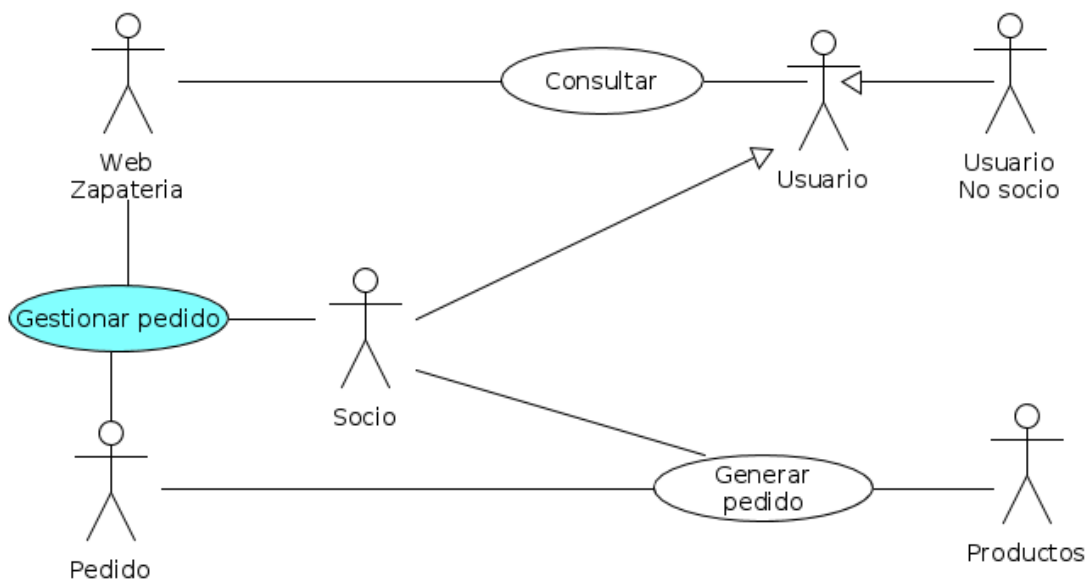 Consultar
Web
Zapateria
Usuario
Usuario
No socio
Gestionar pedido
Socio
Generar
pedido
Productos
Pedido